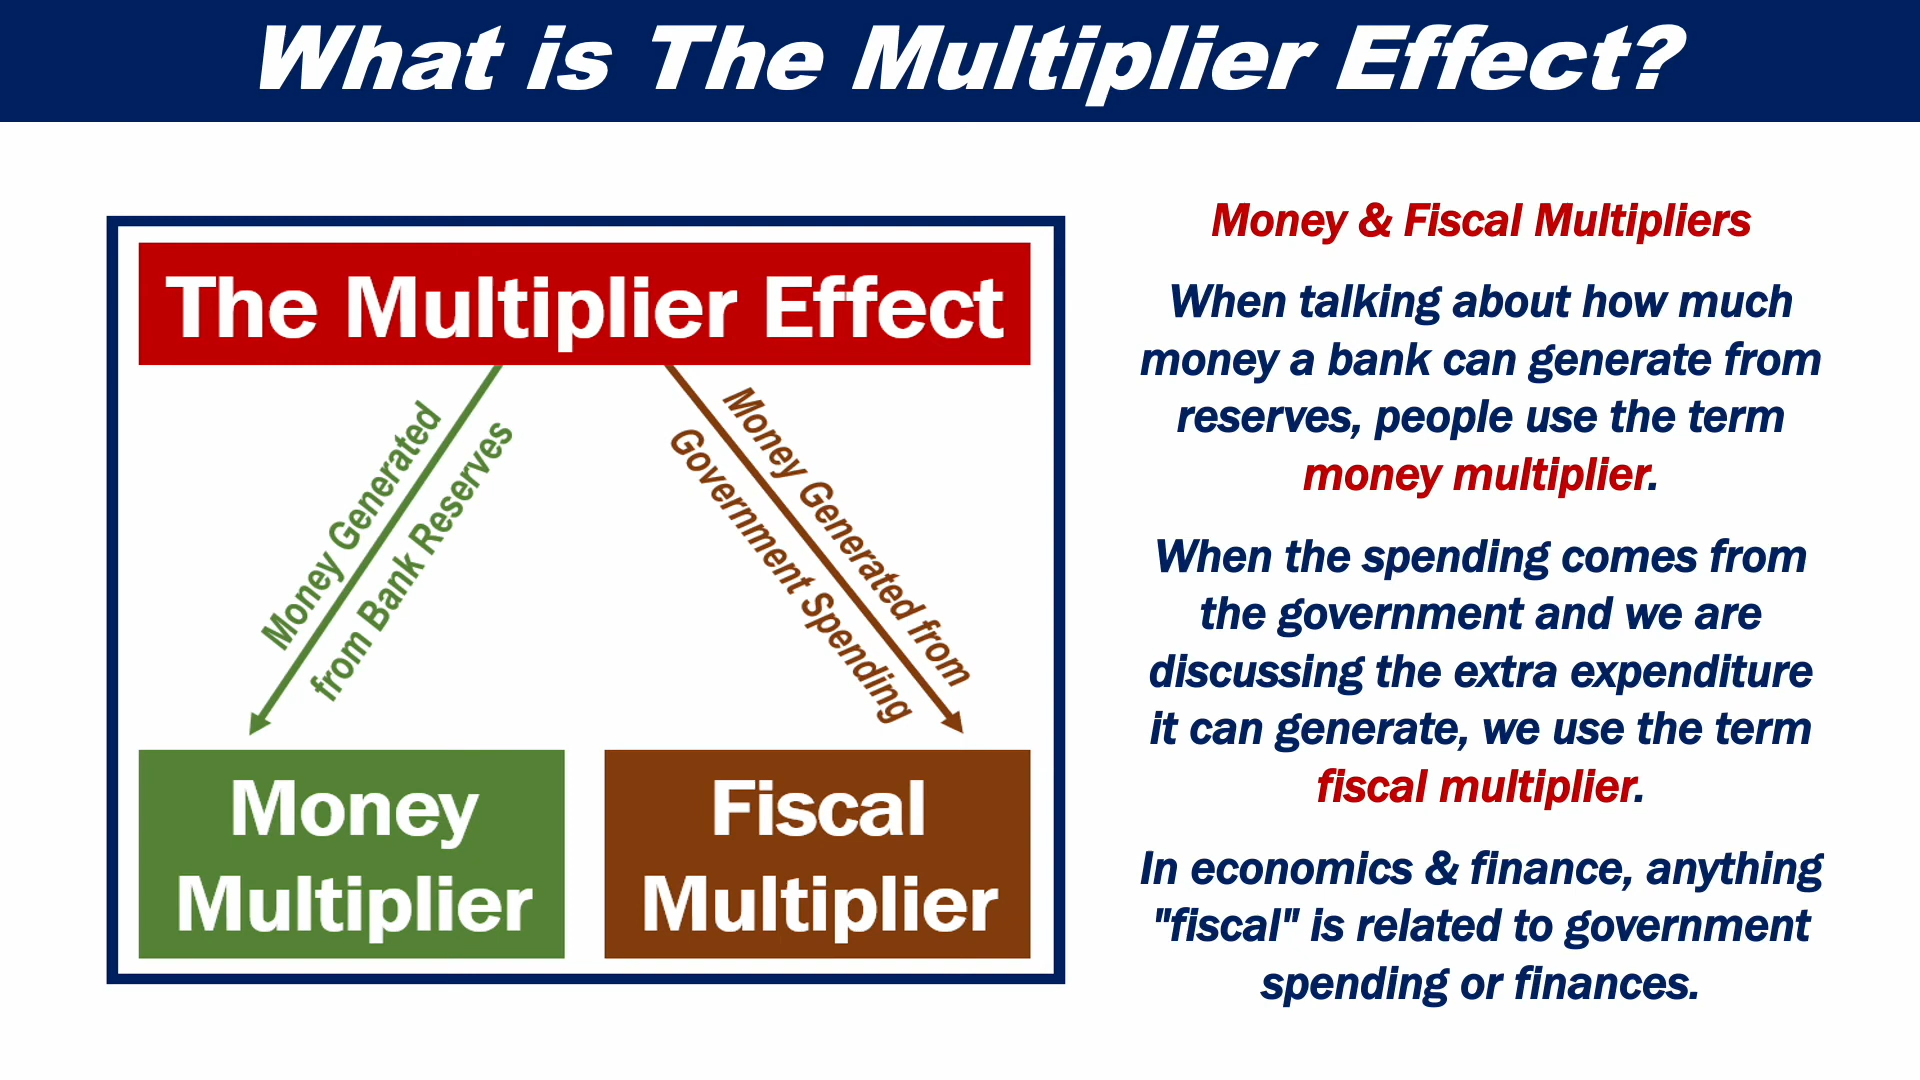 What is The Multiplier Effect?
The Multiplier Effect
Money Generated
from Bank Reserves
Money Generated from
Government Spending
Money
Multiplier
Fiscal
Multiplier
Money & Fiscal Multipliers
When talking about how much
money a bank can generate from
reserves, people use the term
money multiplier.
When the spending comes from
the government and we are
discussing the extra expenditure
it can generate, we use the term
fiscal multiplier.
In economics & finance, anything
"fiscal" is related to government
spending or finances.